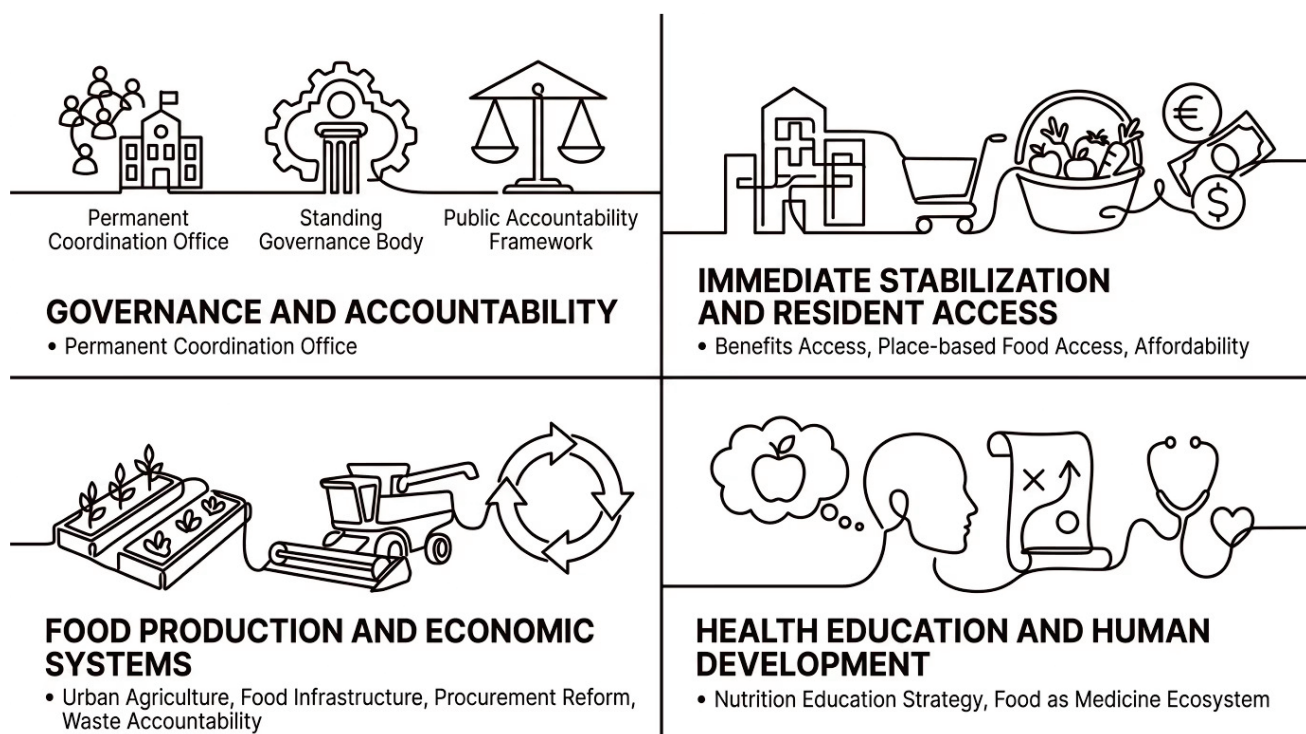 Permanent
Coordination Office
Standing
Governance Body
Public Accountability
Framework
GOVERNANCE AND ACCOUNTABILITY
• Permanent Coordination Office
€
$
IMMEDIATE STABILIZATION
AND RESIDENT ACCESS
• Benefits Access, Place-based Food Access, Affordability
FOOD PRODUCTION AND ECONOMIC
SYSTEMS
• Urban Agriculture, Food Infrastructure, Procurement Reform,
Waste Accountability
HEALTH EDUCATION AND HUMAN
DEVELOPMENT
• Nutrition Education Strategy, Food as Medicine Ecosystem